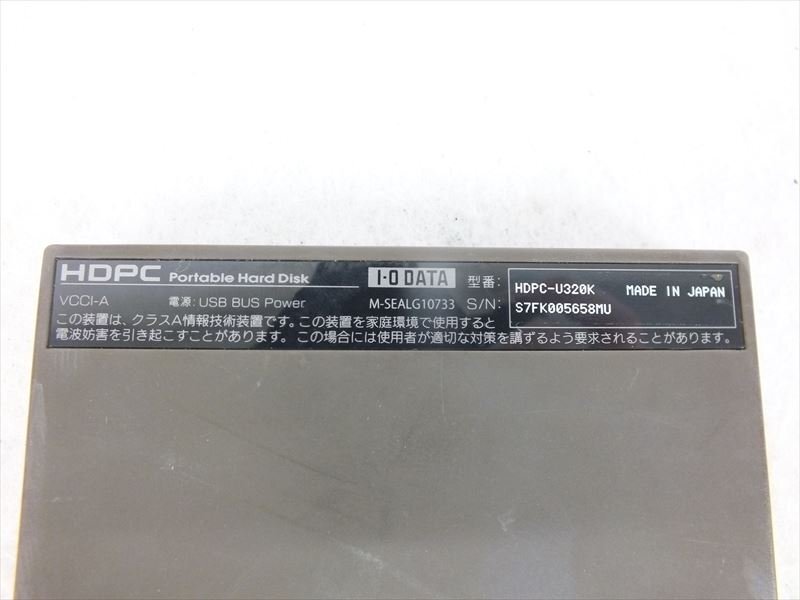 HDPC Portable Hard Disk I-O DATA 型番: HDPC-U320K MADE IN JAPAN
VCCI-A 電源: USB BUS Power M-SEALG10733 S/N: S7FK005658MU
この装置は、クラスA情報技術装置です。この装置を家庭環境で使用すると
電波妨害を引き起こすことがあります。この場合には使用者が適切な対策を講ずるよう要求されることがあります。